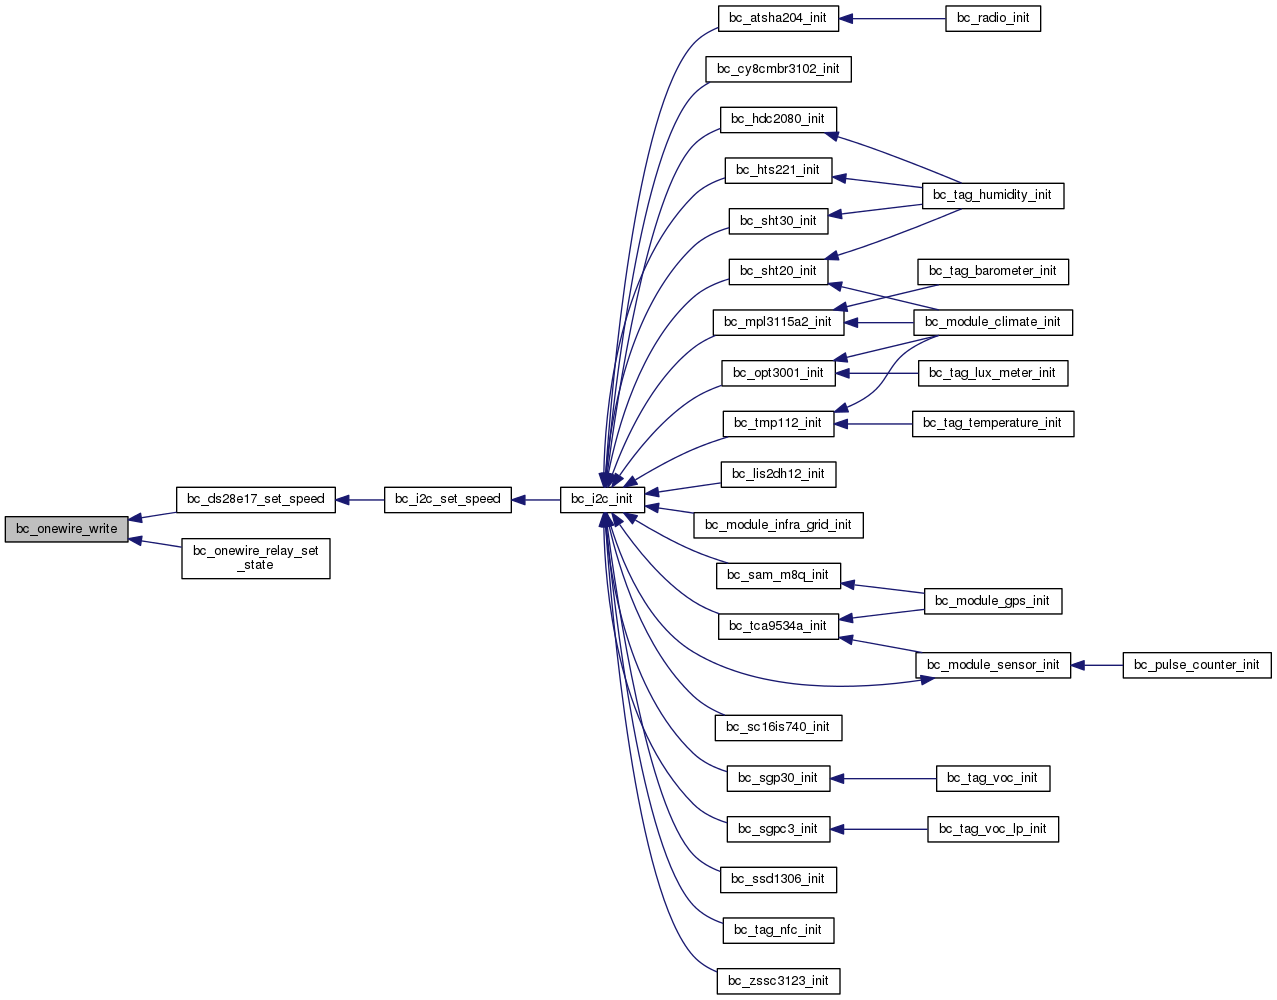 bc_atsha204_init
bc_radio_init
bc_cy8cmbr3102_init
bc_hdc2080_init
bc_hts221_init
bc_tag_humidity_init
bc_sht30_init
bc_sht20_init
bc_tag_barometer_init
bc_mpl3115a2_init
bc_module_climate_init
bc_opt3001_init
bc_tag_lux_meter_init
bc_tmp112_init
bc_tag_temperature_init
bc_lis2dh12_init
bc_ds28e17_set_speed
bc_i2c_set_speed
bc_i2c_init
bc_onewire_write
bc_module_infra_grid_init
bc_onewire_relay_set
_state
bc_sam_m8q_init
bc_module_gps_init
bc_tca9534a_init
bc_module_sensor_init
bc_pulse_counter_init
bc_sc16is740_init
bc_sgp30_init
bc_tag_voc_init
bc_sgpc3_init
bc_tag_voc_lp_init
bc_ssd1306_init
bc_tag_nfc_init
bc_zssc3123_init